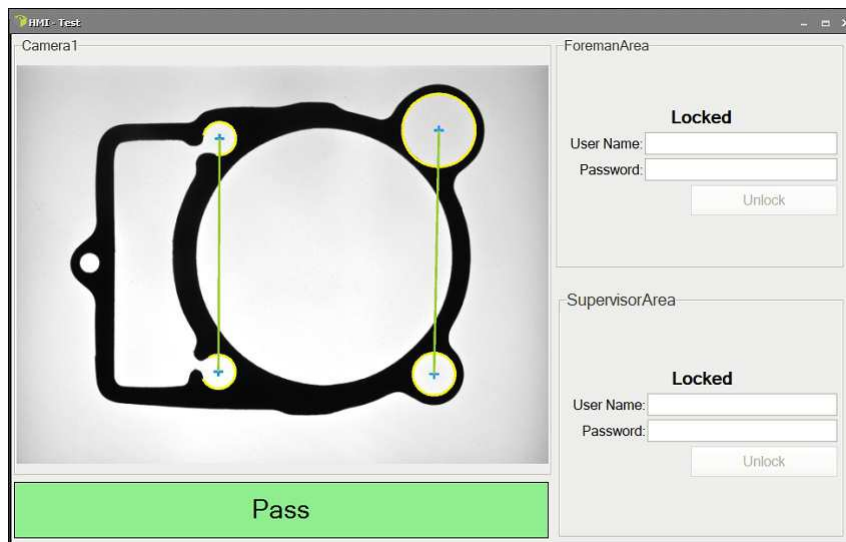 HMI - Test
Camera1
ForemanArea
Locked
User Name:
Password:
Unlock
SupervisorArea
Locked
User Name:
Password:
Unlock
Pass